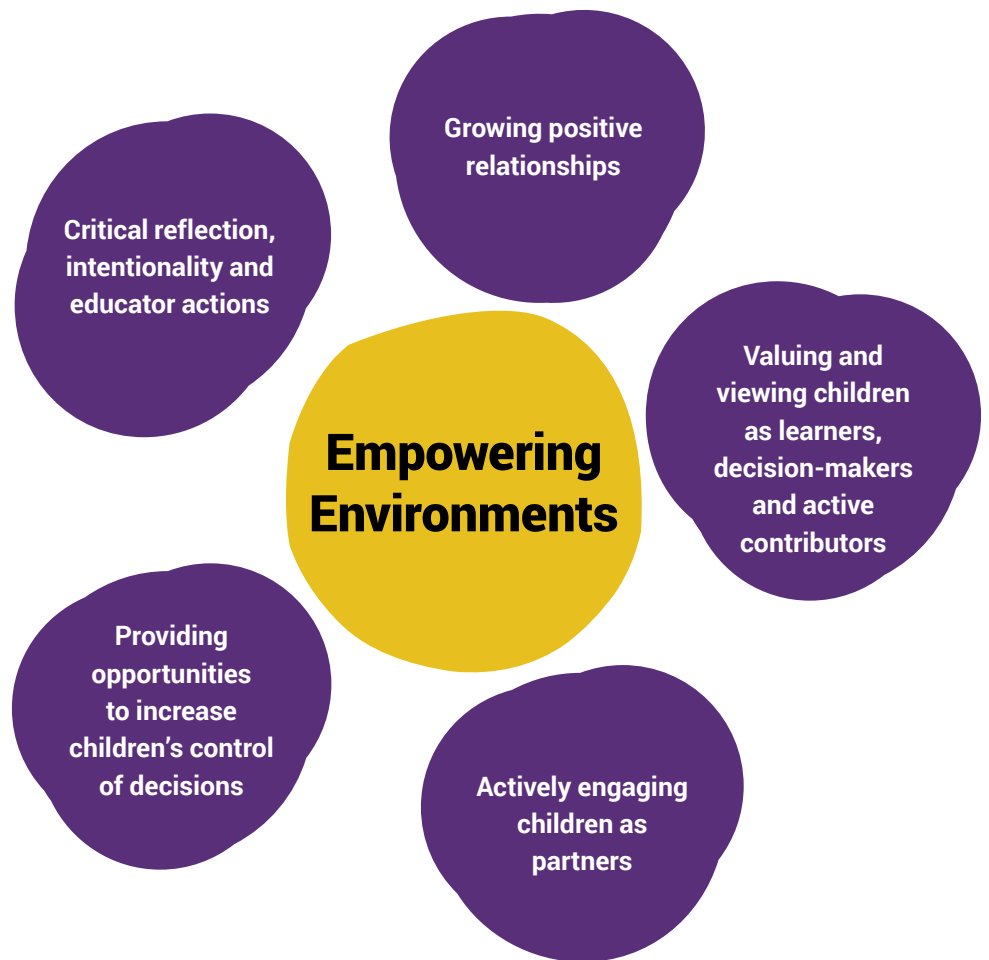 Growing positive
relationships
Critical reflection,
intentionality and
educator actions
Valuing and
viewing children
as learners,
decision-makers
and active
contributors
Empowering
Environments
Providing
opportunities
to increase
children’s control
of decisions
Actively engaging
children as
partners